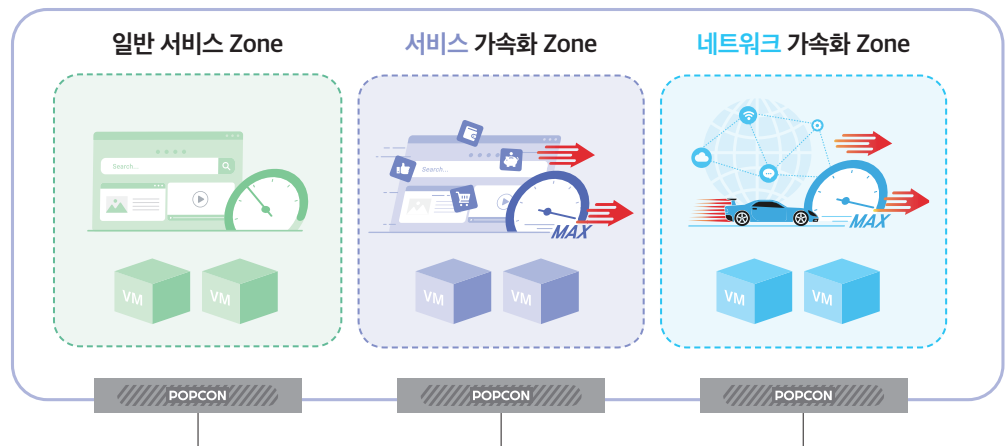 일반 서비스 Zone
서비스 가속화 Zone
네트워크 가속화 Zone
Search...
Search...
MAX
MAX
VM
VM
VM
VM
VM
VM
POPCON
POPCON
POPCON